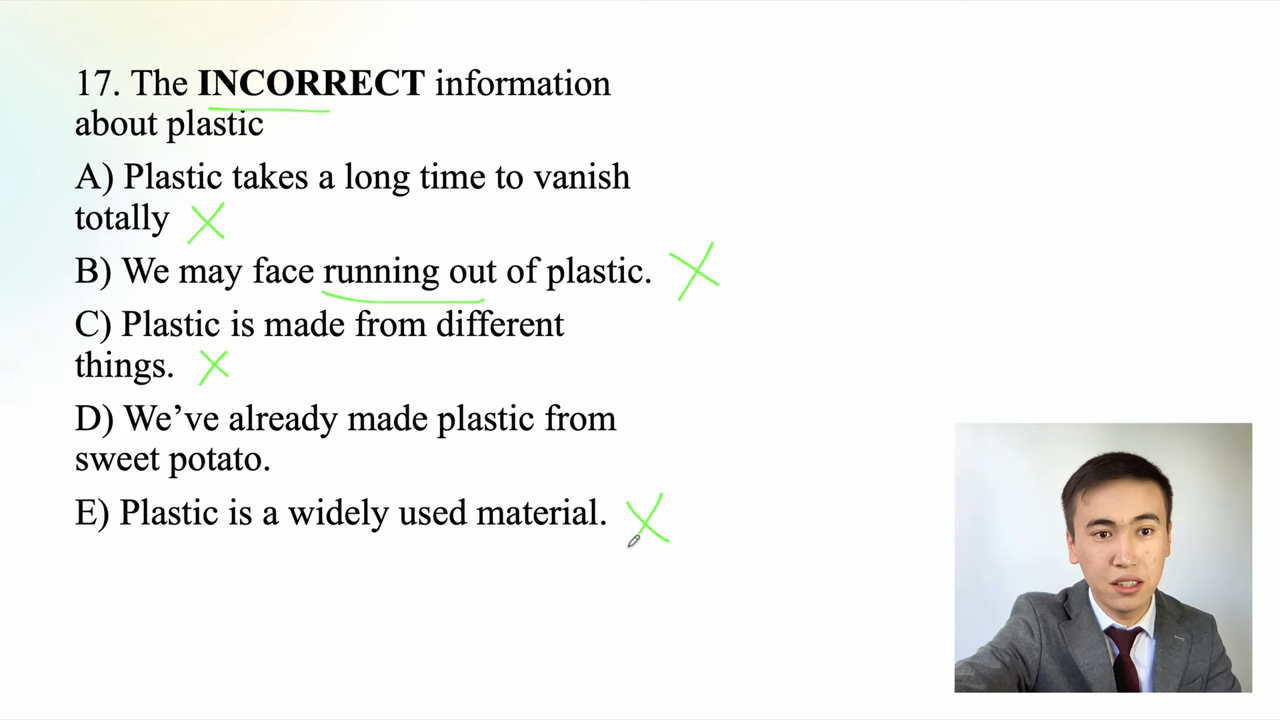 17. The INCORRECT information
about plastic
A) Plastic takes a long time to vanish
totally
B) We may face running out of plastic.
C) Plastic is made from different
things.
D) We’ve already made plastic from
sweet potato.
E) Plastic is a widely used material.